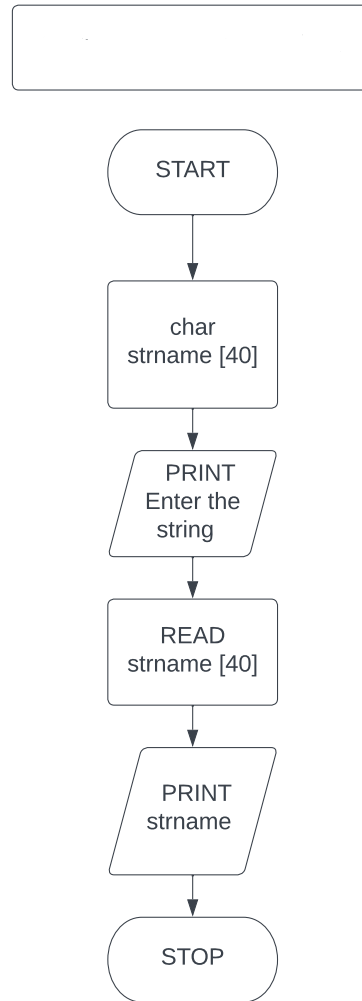 START
char
strname [40]
PRINT
Enter the
string
READ
strname [40]
PRINT
strname
STOP